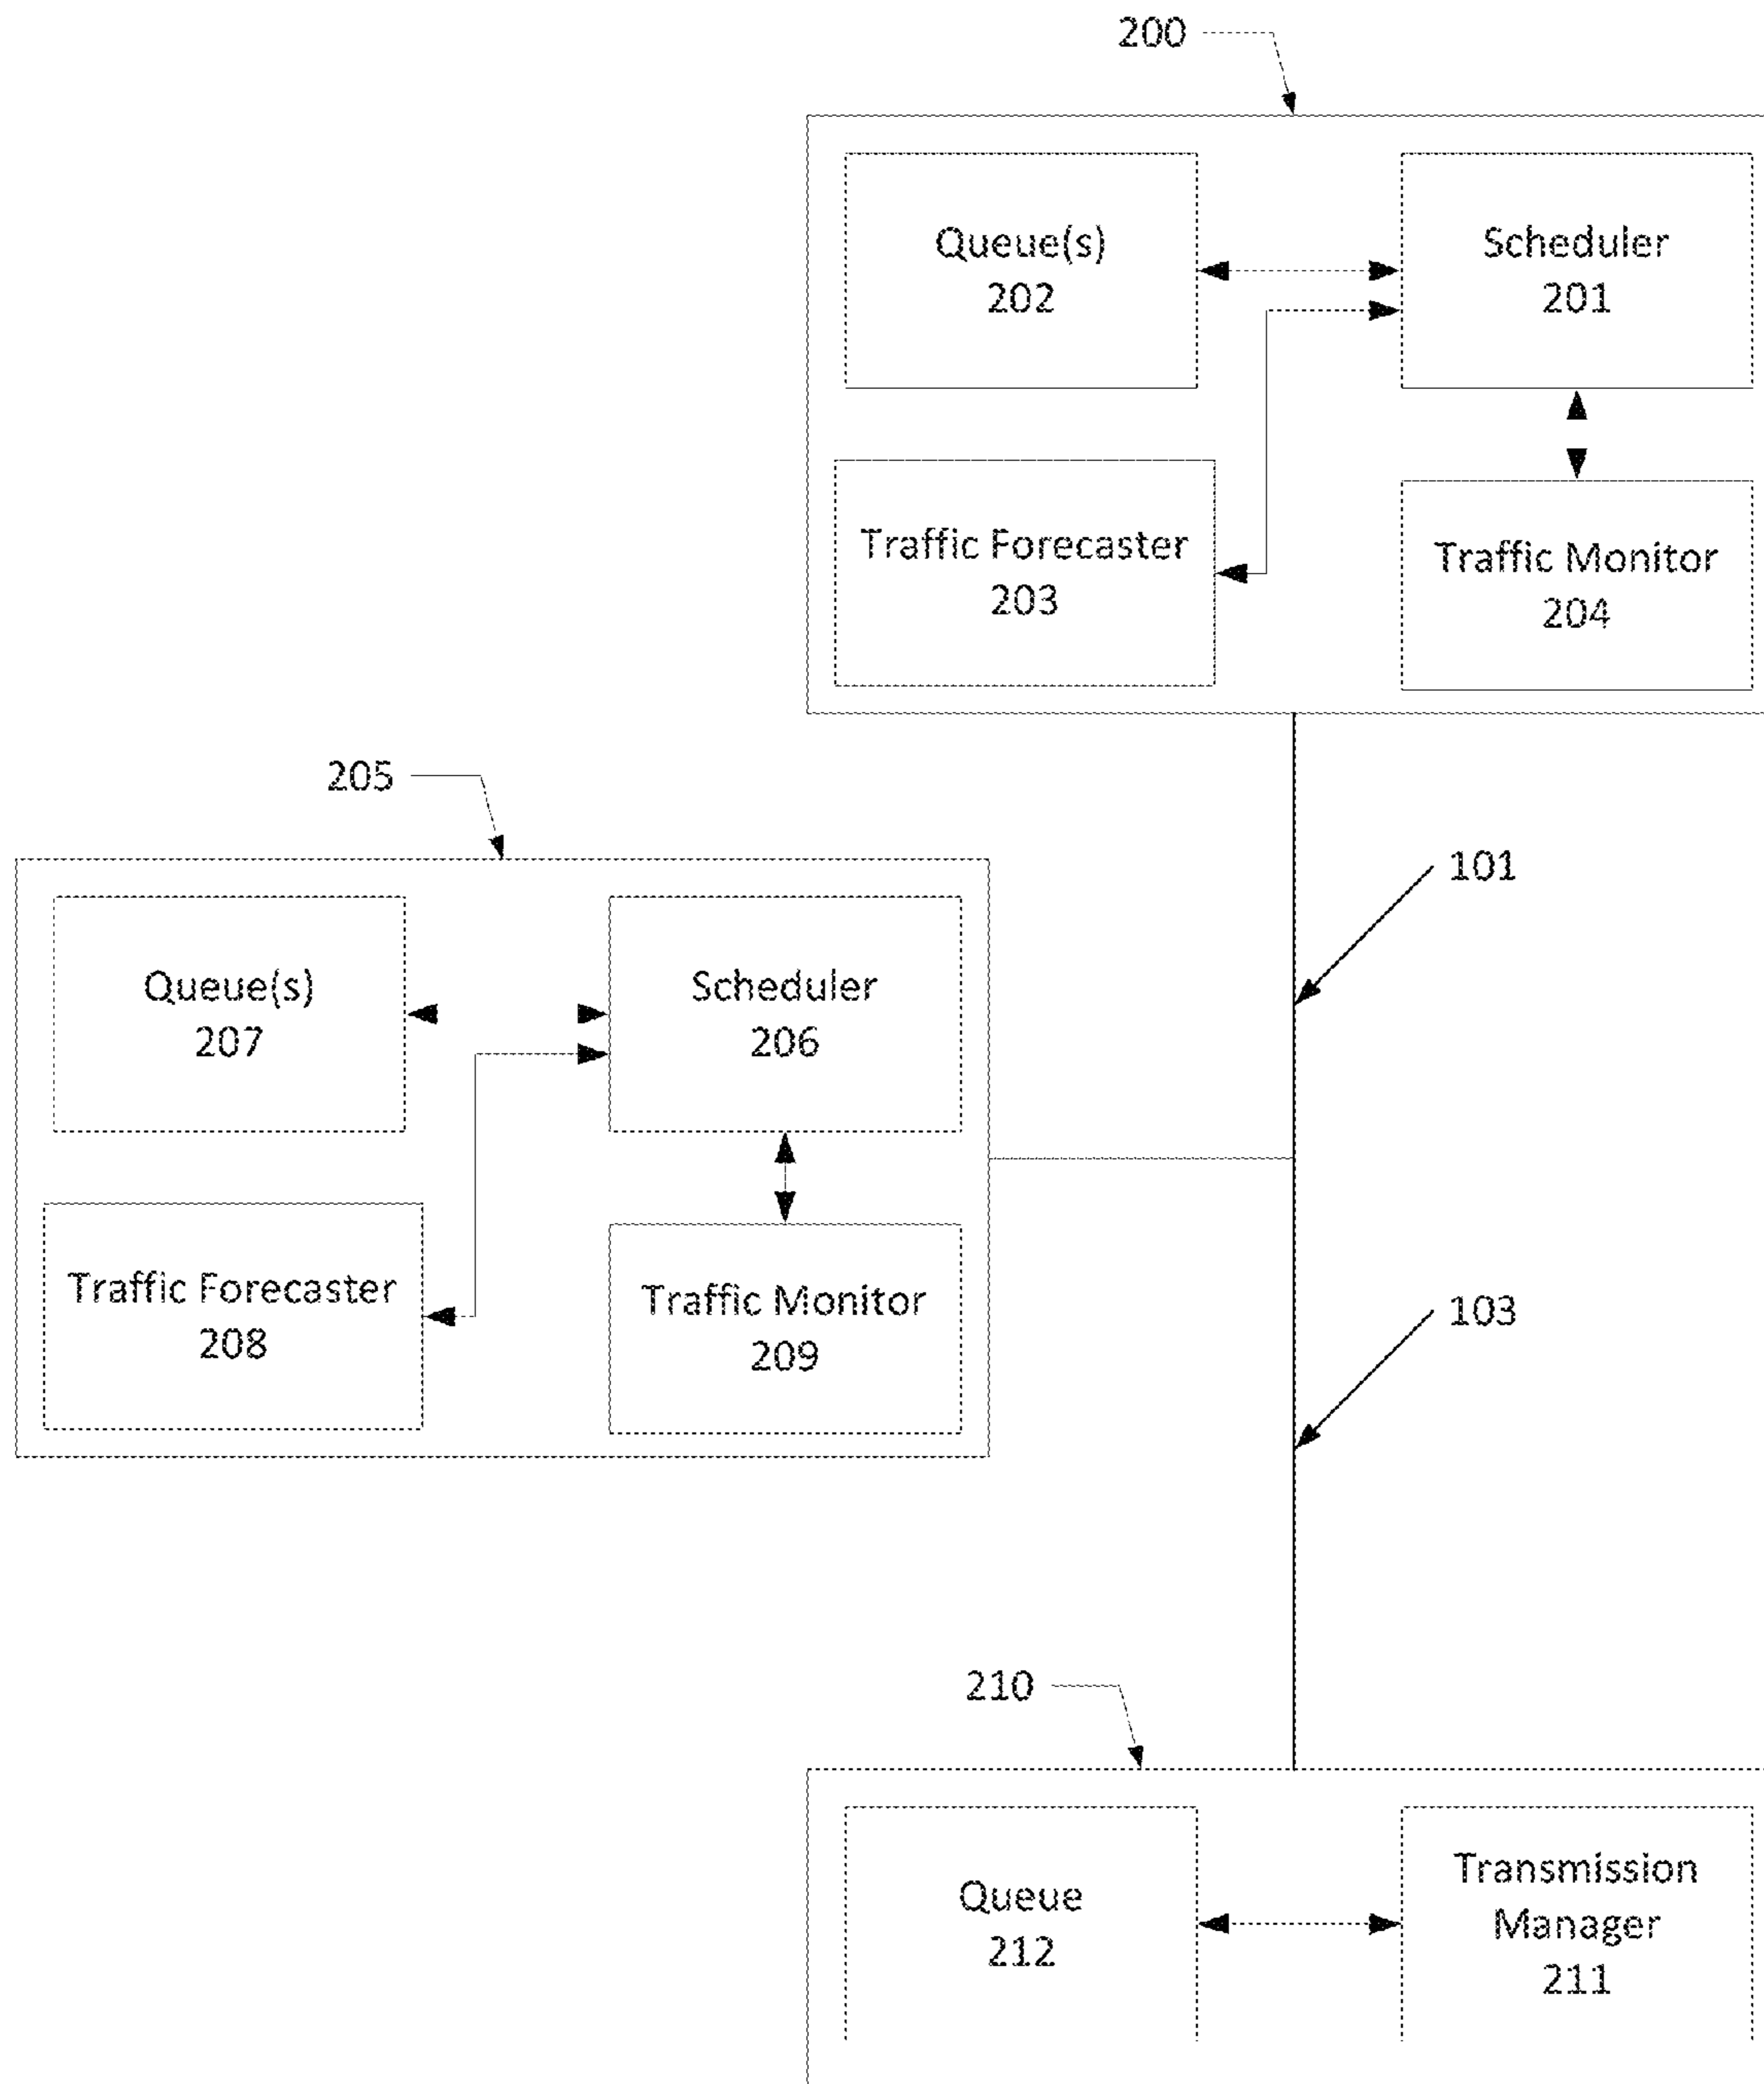 200
Queue(s)
202
Scheduler
201
Traffic Forecaster
203
Traffic Monitor
204
205
101
Queue(s)
207
Scheduler
206
Traffic Forecaster
208
Traffic Monitor
209
103
210
Queue
212
Transmission
Manager
211